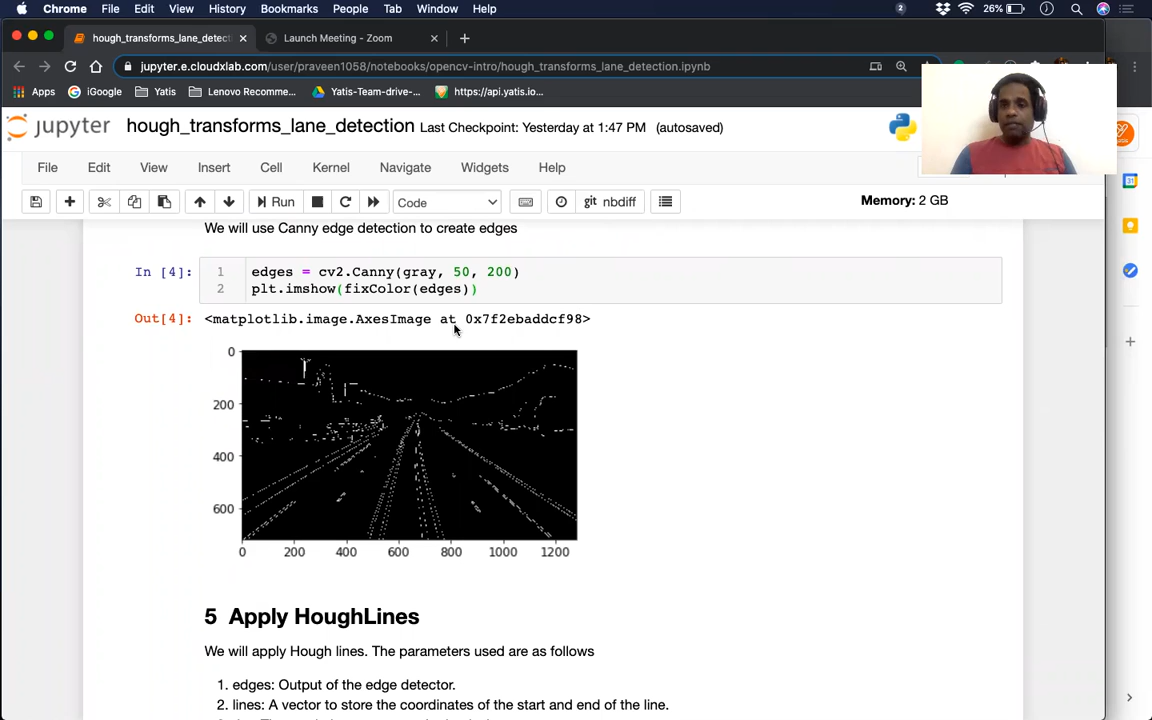 Chrome File Edit View History Bookmarks People Tab Window Help 2 26%
hough_transforms_lane_detecti Launch Meeting - Zoom
jupyter.e.cloudxlab.com/user/praveen1058/notebooks/opencv-intro/hough_transforms_lane_detection.ipynb
Apps iGoogle Yatis Lenovo Recomme... Yatis-Team-drive-... https://api.yatis.io...
jupyter hough_transforms_lane_detection Last Checkpoint: Yesterday at 1:47 PM (autosaved)
File Edit View Insert Cell Kernel Navigate Widgets Help
Run Code nbdiff Memory: 2 GB
We will use Canny edge detection to create edges
In [4]: 1 edges = cv2.Canny(gray, 50, 200)
2 plt.imshow(fixColor(edges))
Out[4]: <matplotlib.image.AxesImage at 0x7f2ebaddcf98>
0
200
400
600
0 200 400 600 800 1000 1200
5 Apply HoughLines
We will apply Hough lines. The parameters used are as follows
1. edges: Output of the edge detector.
2. lines: A vector to store the coordinates of the start and end of the line.